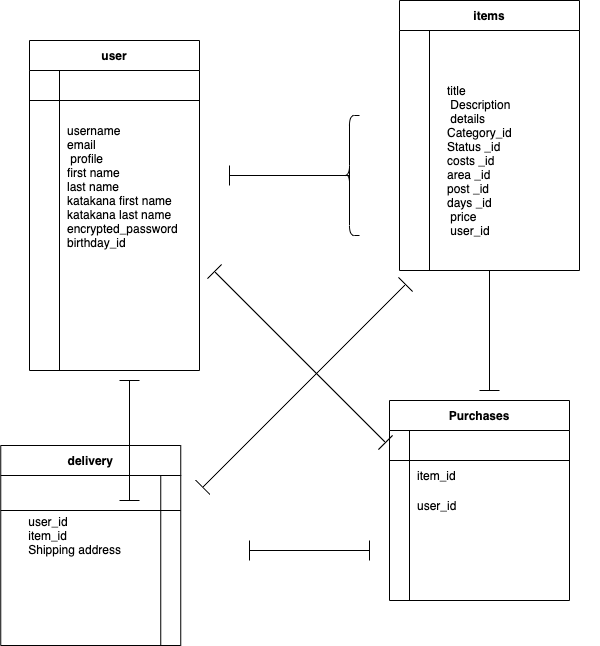 user
username
email
profile
first name
last name
katakana first name
katakana last name
encrypted_password
birthday_id
items
title
Description
details
Category_id
Status _id
costs _id
area _id
post _id
days _id
price
user_id
delivery
user_id
item_id
Shipping address
Purchases
item_id
user_id